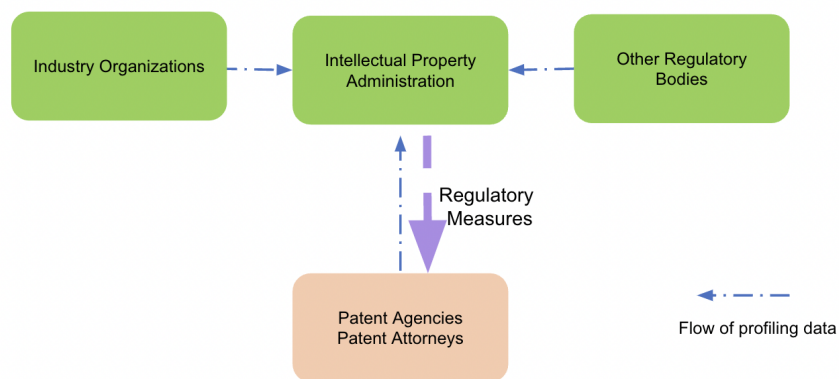 Industry Organizations
Intellectual Property
Administration
Other Regulatory
Bodies
Regulatory
Measures
Patent Agencies
Patent Attorneys
Flow of profiling data